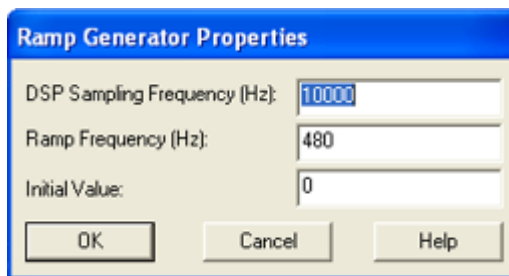 Ramp Generator Properties
DSP Sampling Frequency (Hz): 10000
Ramp Frequency (Hz): 480
Initial Value: 0
OK Cancel Help